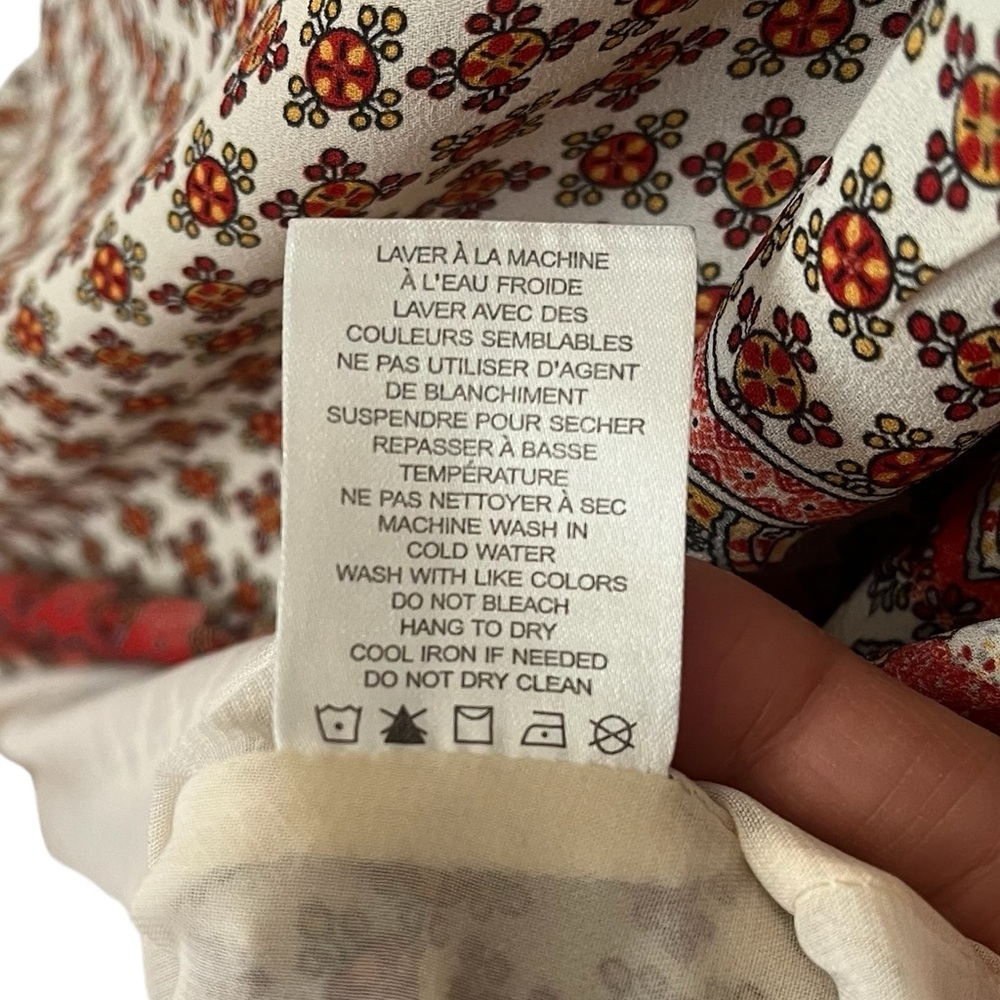 LAVER À LA MACHINE
À L'EAU FROIDE
LAVER AVEC DES
COULEURS SEMBLABLES
NE PAS UTILISER D'AGENT
DE BLANCHIMENT
SUSPENDRE POUR SECHER
REPASSER À BASSE
TEMPÉRATURE
NE PAS NETTOYER À SEC
MACHINE WASH IN
COLD WATER
WASH WITH LIKE COLORS
DO NOT BLEACH
HANG TO DRY
COOL IRON IF NEEDED
DO NOT DRY CLEAN